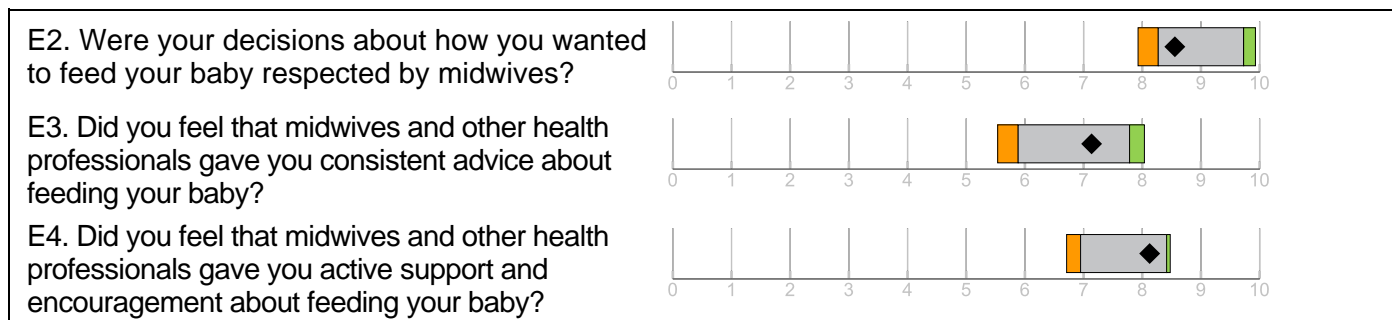 E2. Were your decisions about how you wanted
to feed your baby respected by midwives?
0 1 2 3 4 5 6 7 8 9 10
E3. Did you feel that midwives and other health
professionals gave you consistent advice about
feeding your baby?
0 1 2 3 4 5 6 7 8 9 10
E4. Did you feel that midwives and other health
professionals gave you active support and
encouragement about feeding your baby?
0 1 2 3 4 5 6 7 8 9 10